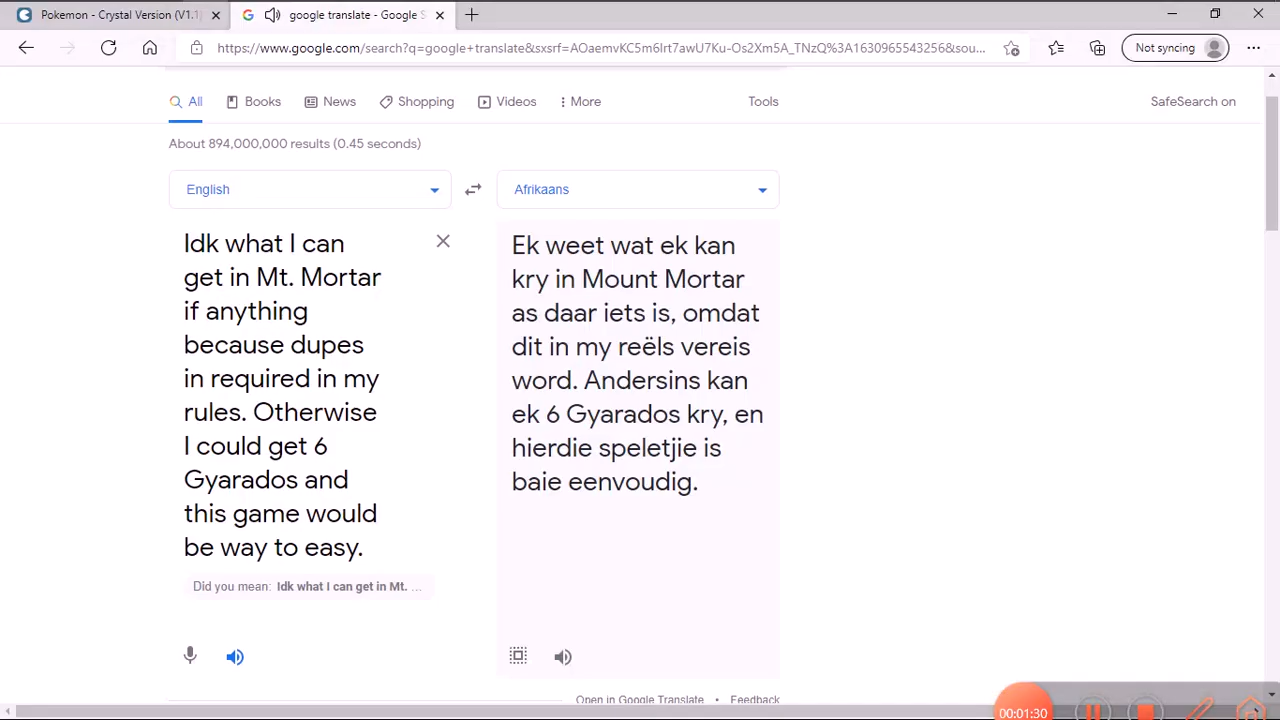 Pokemon - Crystal Version (V1.1)
google translate - Google S
https://www.google.com/search?q=google+translate&sxsrf=AOaemvKC5m6lrt7awU7Ku-Os2Xm5A_TNzQ%3A1630965543256&sou...
Not syncing
All
Books
News
Shopping
Videos
More
Tools
SafeSearch on
About 894,000,000 results (0.45 seconds)
English
Afrikaans
Idk what I can
get in Mt. Mortar
if anything
because dupes
in required in my
rules. Otherwise
I could get 6
Gyarados and
this game would
be way to easy.
Did you mean: Idk what I can get in Mt. ...
Ek weet wat ek kan
kry in Mount Mortar
as daar iets is, omdat
dit in my reëls vereis
word. Andersins kan
ek 6 Gyarados kry, en
hierdie speletjie is
baie eenvoudig.
Open in Google Translate • Feedback
00:01:30